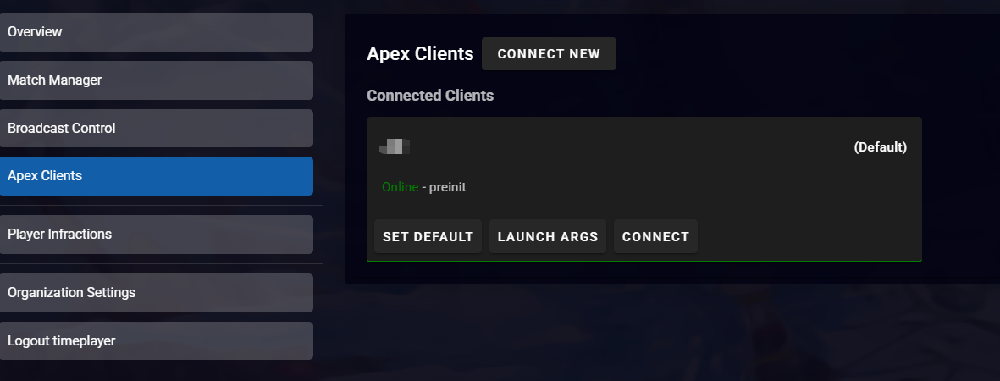 Overview
Match Manager
Broadcast Control
Apex Clients
Player Infractions
Organization Settings
Logout timeplayer
Apex Clients CONNECT NEW
Connected Clients
(Default)
Online - preinit
SET DEFAULT LAUNCH ARGS CONNECT